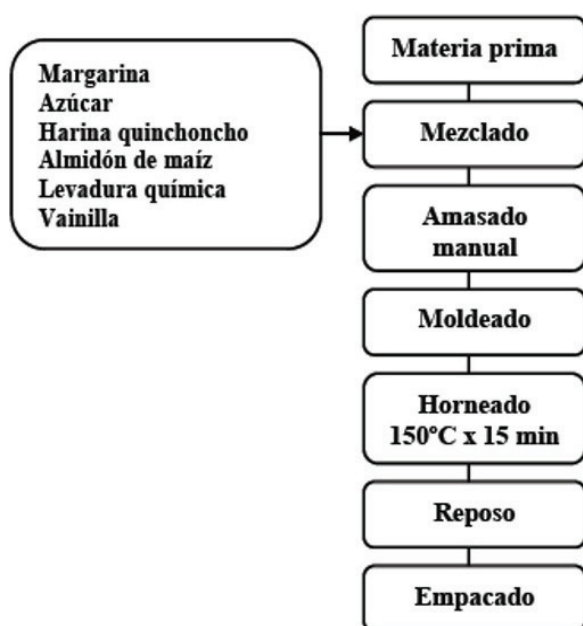 Margarina
Azúcar
Harina quinchoncho
Almidón de maíz
Levadura química
Vainilla
Materia prima
Mezclado
Amasado
manual
Moldeado
Horneado
150ºC x 15 min
Reposo
Empacado